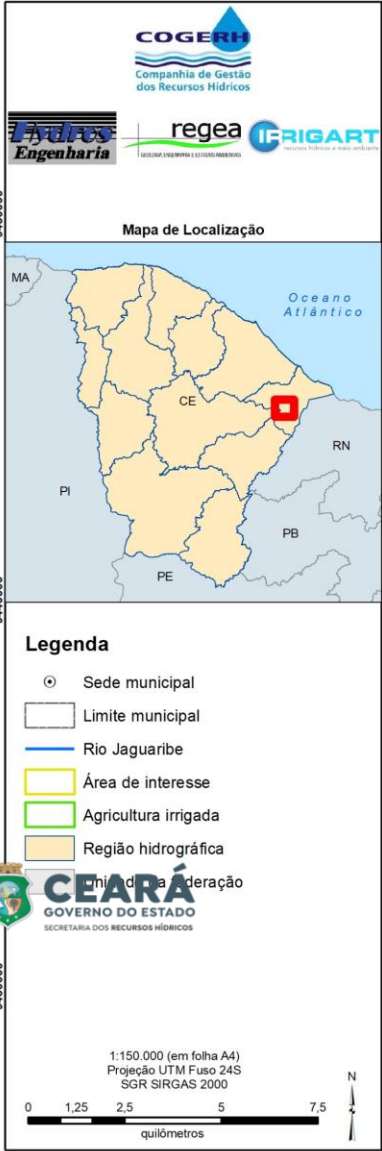 COGERH
Companhia de Gestão
dos Recursos Hídricos
Hydros
Engenharia
regea
GEOLOGIA, ENGENHARIA E ESTUDOS AMBIENTAIS
IFRIGART
recursos hídricos e meio ambiente
Mapa de Localização
MA
Oceano
Atlântico
CE
RN
PI
PB
PE
Legenda
Sede municipal
Limite municipal
Rio Jaguaribe
Área de interesse
Agricultura irrigada
Região hidrográfica
CEARÁ
GOVERNO DO ESTADO
SECRETARIA DOS RECURSOS HÍDRICOS
1:150.000 (em folha A4)
Projeção UTM Fuso 24S
SGR SIRGAS 2000
N
0 1,25 2,5 5 7,5
quilômetros